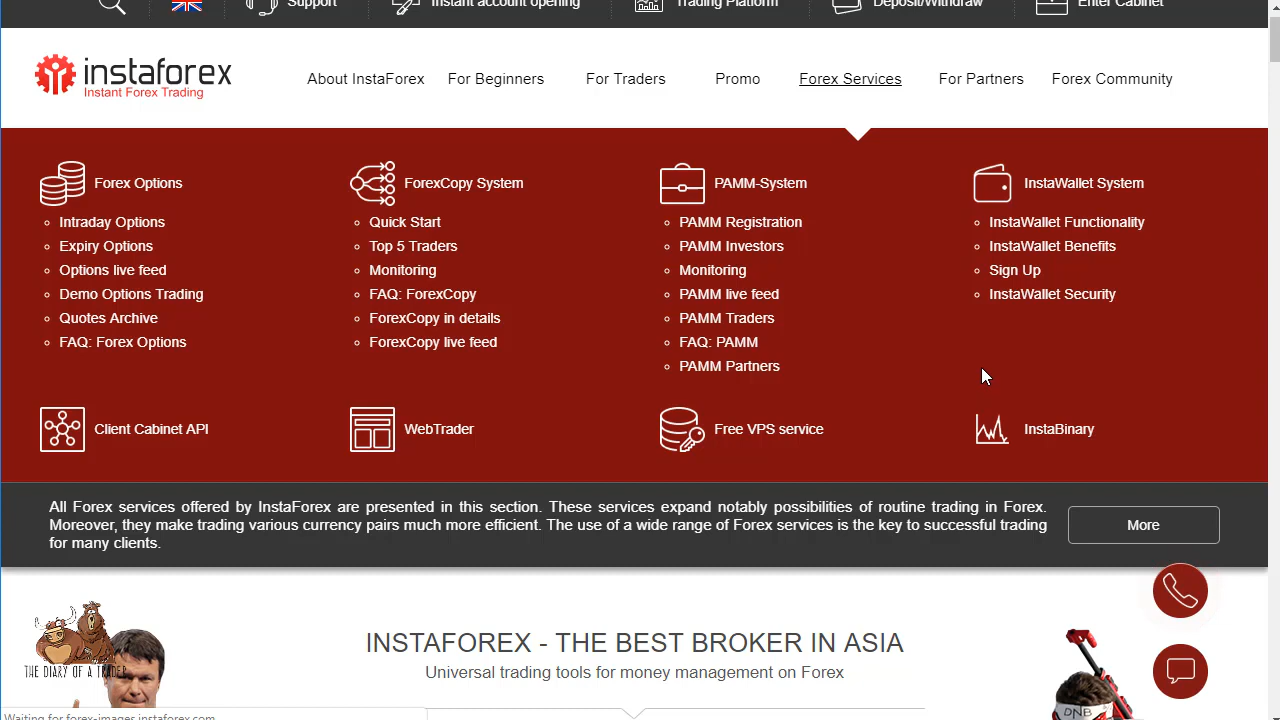 Support
Instant account opening
Trading Platform
Deposit/Withdraw
Enter Cabinet
instaforex
Instant Forex Trading
About InstaForex
For Beginners
For Traders
Promo
Forex Services
For Partners
Forex Community
Forex Options
Intraday Options
Expiry Options
Options live feed
Demo Options Trading
Quotes Archive
FAQ: Forex Options
ForexCopy System
Quick Start
Top 5 Traders
Monitoring
FAQ: ForexCopy
ForexCopy in details
ForexCopy live feed
PAMM-System
PAMM Registration
PAMM Investors
Monitoring
PAMM live feed
PAMM Traders
FAQ: PAMM
PAMM Partners
InstaWallet System
InstaWallet Functionality
InstaWallet Benefits
Sign Up
InstaWallet Security
Client Cabinet API
WebTrader
Free VPS service
InstaBinary
All Forex services offered by InstaForex are presented in this section. These services expand notably possibilities of routine trading in Forex.
Moreover, they make trading various currency pairs much more efficient. The use of a wide range of Forex services is the key to successful trading
for many clients.
More
INSTAFOREX - THE BEST BROKER IN ASIA
Universal trading tools for money management on Forex
THE DIARY OF A TRADER
DNB
Waiting for forex-images.instaforex.com